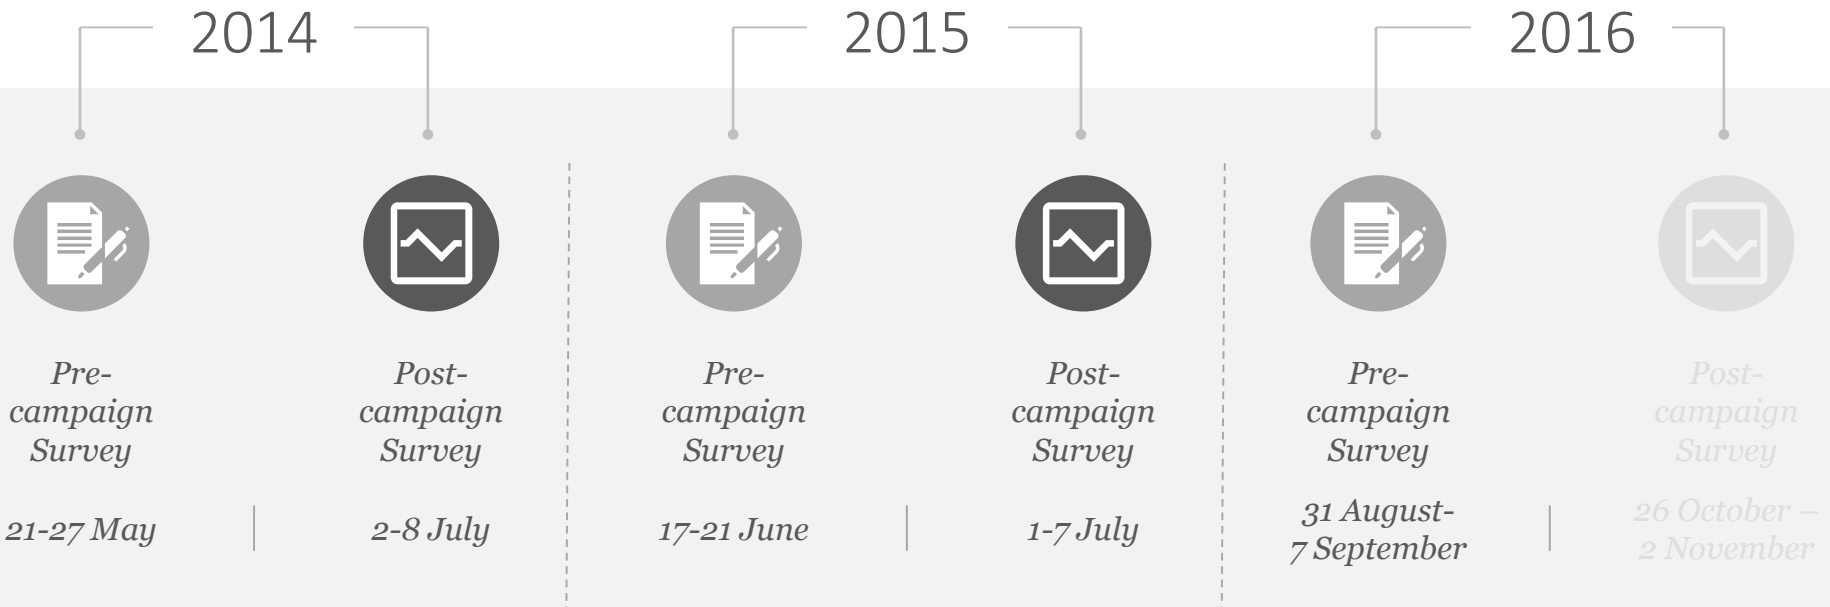 2014
2015
2016
Pre-
campaign
Survey
21-27 May
Post-
campaign
Survey
2-8 July
Pre-
campaign
Survey
17-21 June
Post-
campaign
Survey
1-7 July
Pre-
campaign
Survey
31 August-
7 September
Post-
campaign
Survey
26 October –
2 November